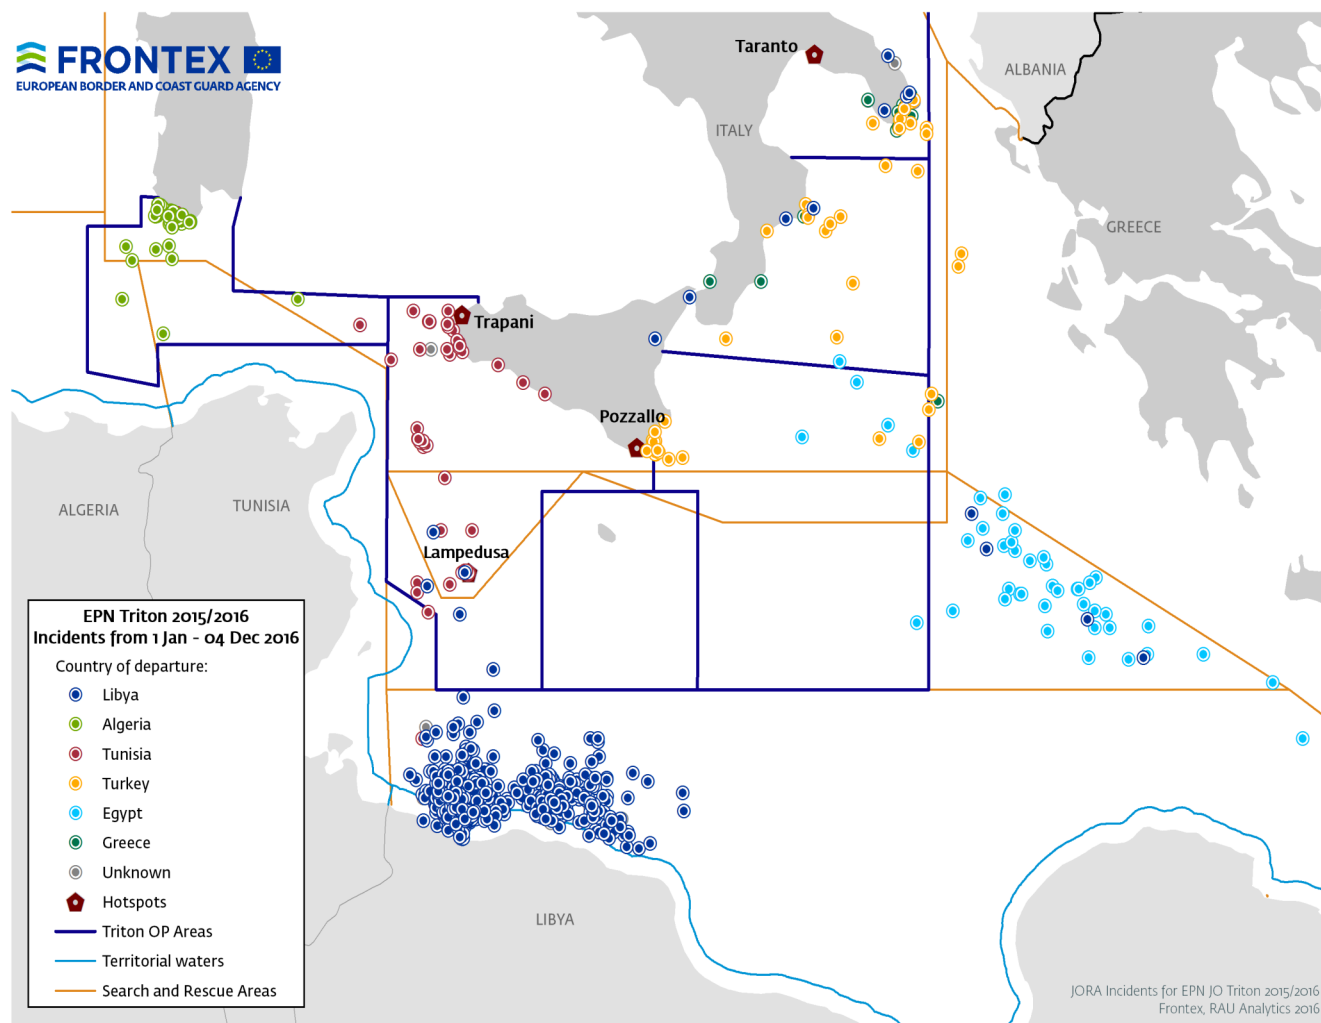 FRONTEX
EUROPEAN BORDER AND COAST GUARD AGENCY
Taranto
ALBANIA
ITALY
GREECE
Trapani
Pozzallo
ALGERIA
TUNISIA
Lampedusa
EPN Triton 2015/2016
Incidents from 1 Jan - 04 Dec 2016
Country of departure:
Libya
Algeria
Tunisia
Turkey
Egypt
Greece
Unknown
Hotspots
Triton OP Areas
Territorial waters
Search and Rescue Areas
LIBYA
JORA Incidents for EPN JO Triton 2015/2016
Frontex, RAU Analytics 2016